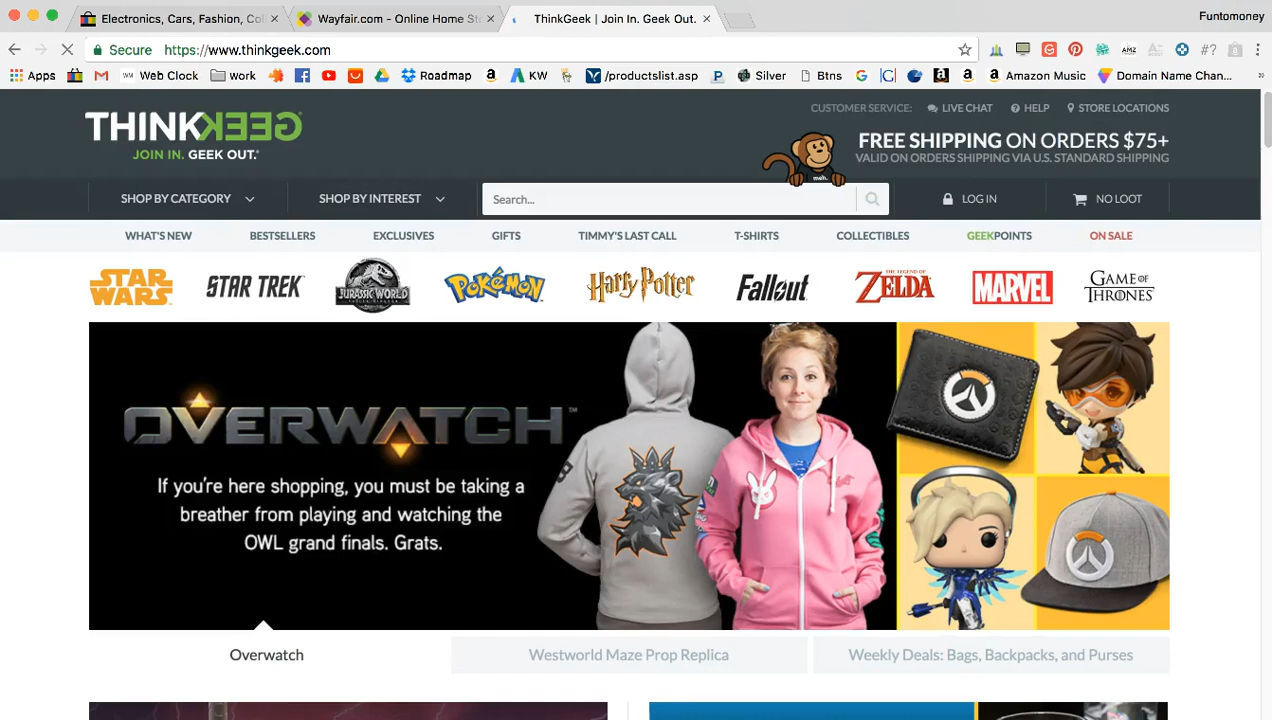 Electronics, Cars, Fashion, Col
Wayfair.com - Online Home St
ThinkGeek | Join In. Geek Out.
Funtomoney
Secure
https://www.thinkgeek.com
Apps
work
Roadmap
KW
/productslist.asp
Silver
Btns
Amazon Music
Domain Name Chan...
Web Clock
CUSTOMER SERVICE: LIVE CHAT HELP STORE LOCATIONS
THINKGEEK
JOIN IN. GEEK OUT.®
FREE SHIPPING ON ORDERS $75+
VALID ON ORDERS SHIPPING VIA U.S. STANDARD SHIPPING
meh.
SHOP BY CATEGORY SHOP BY INTEREST Search... LOG IN NO LOOT
WHAT'S NEW BESTSELLERS EXCLUSIVES GIFTS TIMMY'S LAST CALL T-SHIRTS COLLECTIBLES GEEKPOINTS ON SALE
STAR WARS
STAR TREK
JURASSIC WORLD
POKéMON
Harry Potter
Fallout
THE LEGEND OF ZELDA
MARVEL
GAME OF THRONES
OVERWATCH™
If you're here shopping, you must be taking a
breather from playing and watching the
OWL grand finals. Grats.
Overwatch
Westworld Maze Prop Replica
Weekly Deals: Bags, Backpacks, and Purses